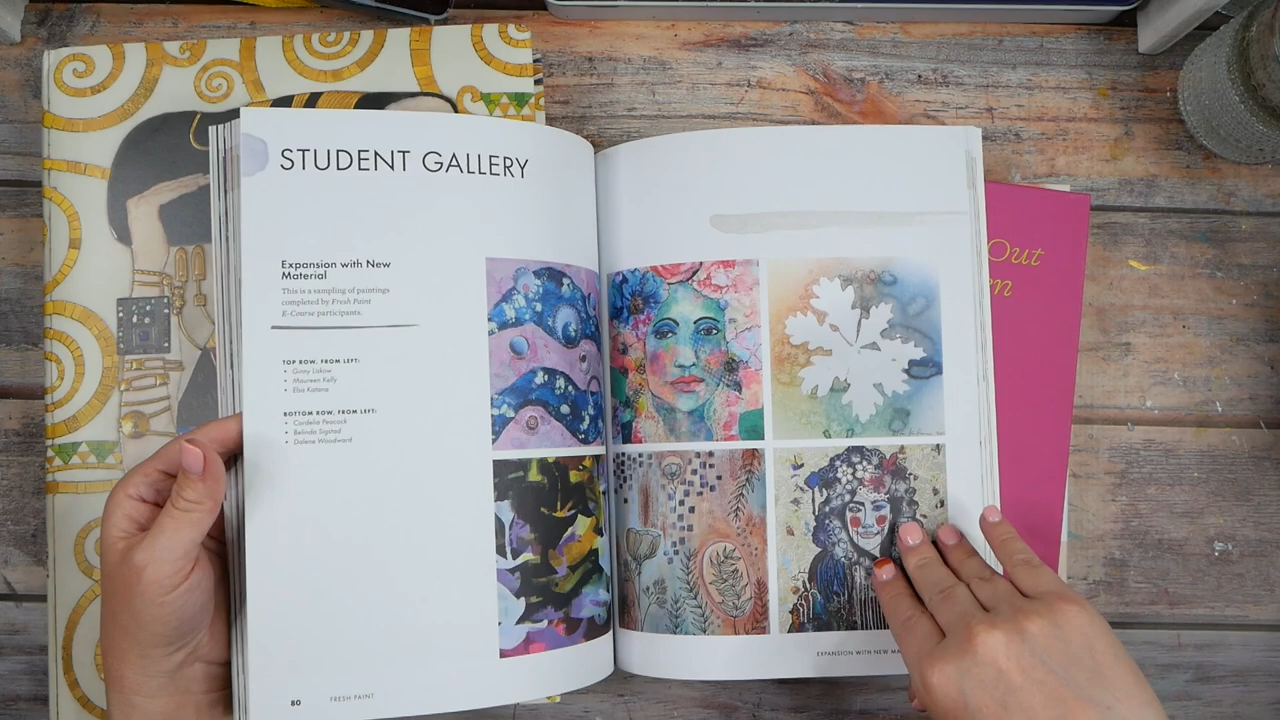 STUDENT GALLERY
Expansion with New
Material
This is a sampling of paintings
completed by Fresh Paint
E-Course participants.
TOP ROW, FROM LEFT:
• Ginny Liskow
• Maureen Kelly
• Elsa Katana
BOTTOM ROW, FROM LEFT:
• Cordelia Peacock
• Belinda Sigstad
• Dalene Woodward
80 FRESH PAINT
EXPANSION WITH NEW MA
Out
en